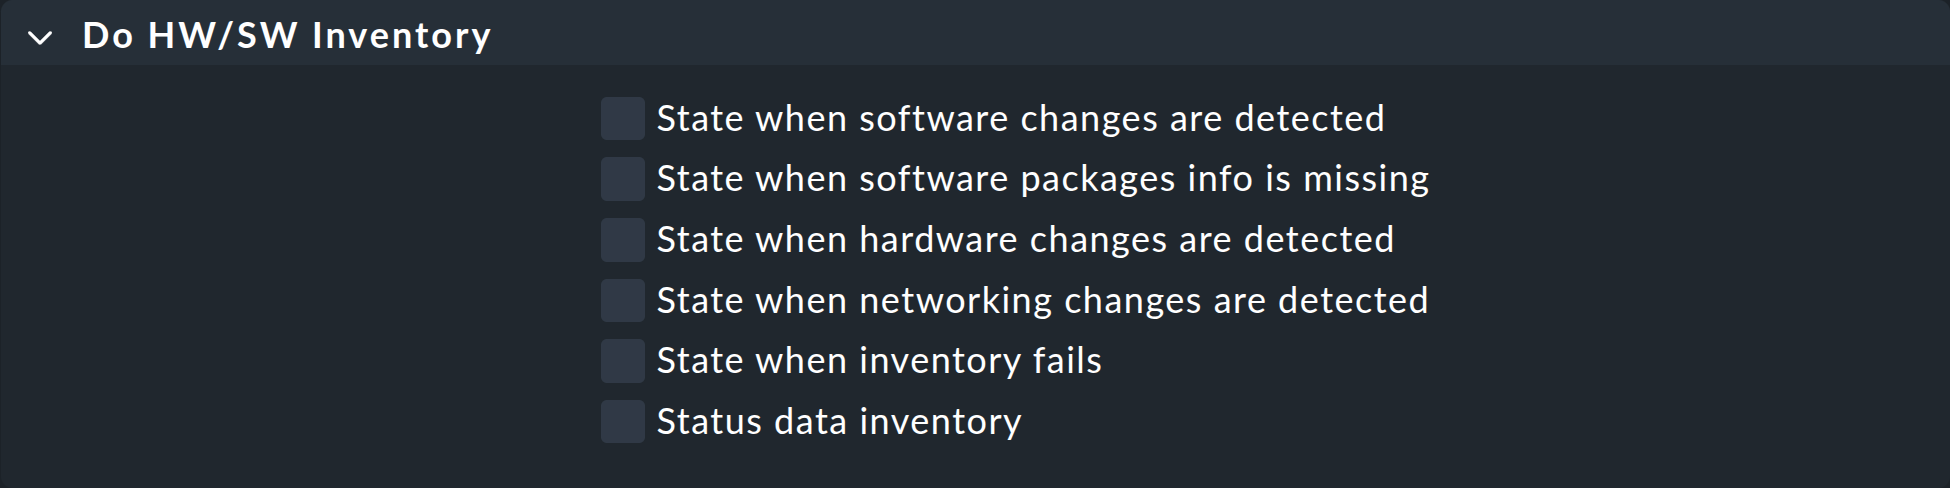 Do HW/SW Inventory
State when software changes are detected
State when software packages info is missing
State when hardware changes are detected
State when networking changes are detected
State when inventory fails
Status data inventory